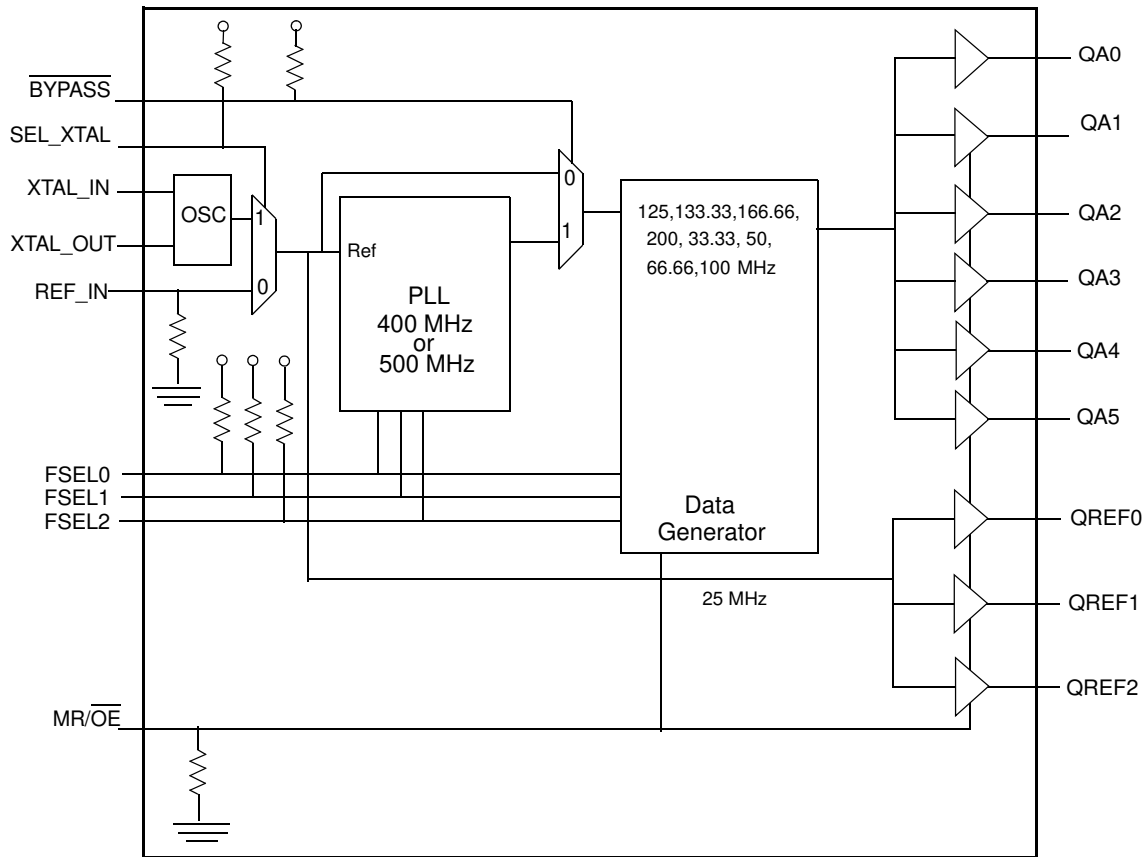 BYPASS
SEL_XTAL
XTAL_IN
XTAL_OUT
REF_IN
OSC
1
0
Ref
PLL
400 MHz
or
500 MHz
0
1
125,133.33,166.66,
200, 33.33, 50,
66.66,100 MHz
Data
Generator
FSEL0
FSEL1
FSEL2
25 MHz
MR/OE
QA0
QA1
QA2
QA3
QA4
QA5
QREF0
QREF1
QREF2